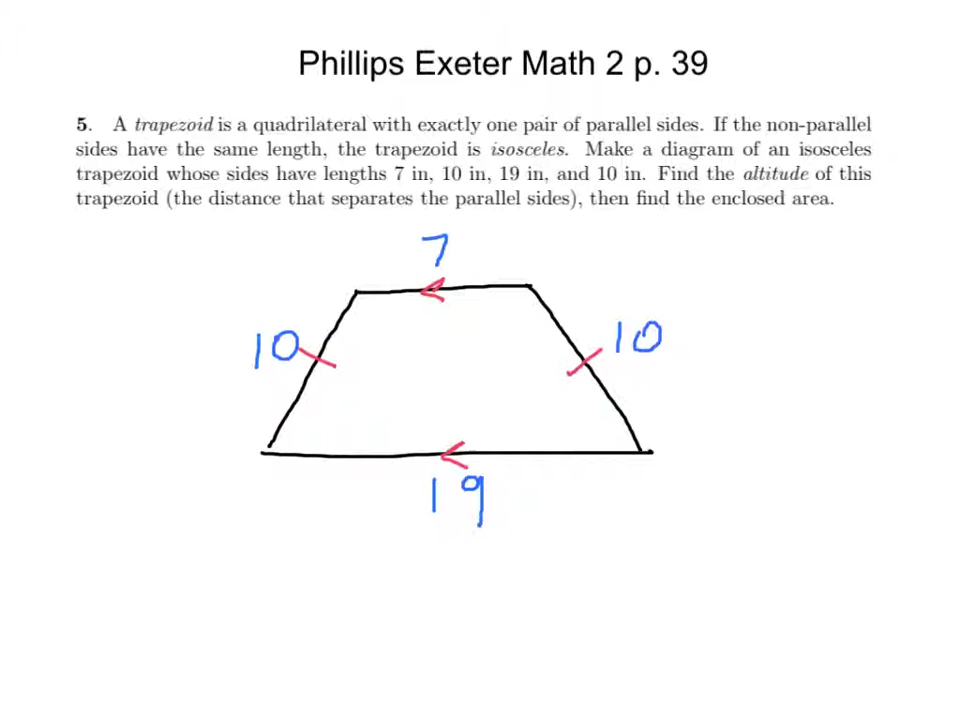 Phillips Exeter Math 2 p. 39
5. A trapezoid is a quadrilateral with exactly one pair of parallel sides. If the non-parallel
sides have the same length, the trapezoid is isosceles. Make a diagram of an isosceles
trapezoid whose sides have lengths 7 in, 10 in, 19 in, and 10 in. Find the altitude of this
trapezoid (the distance that separates the parallel sides), then find the enclosed area.
7
10
10
19